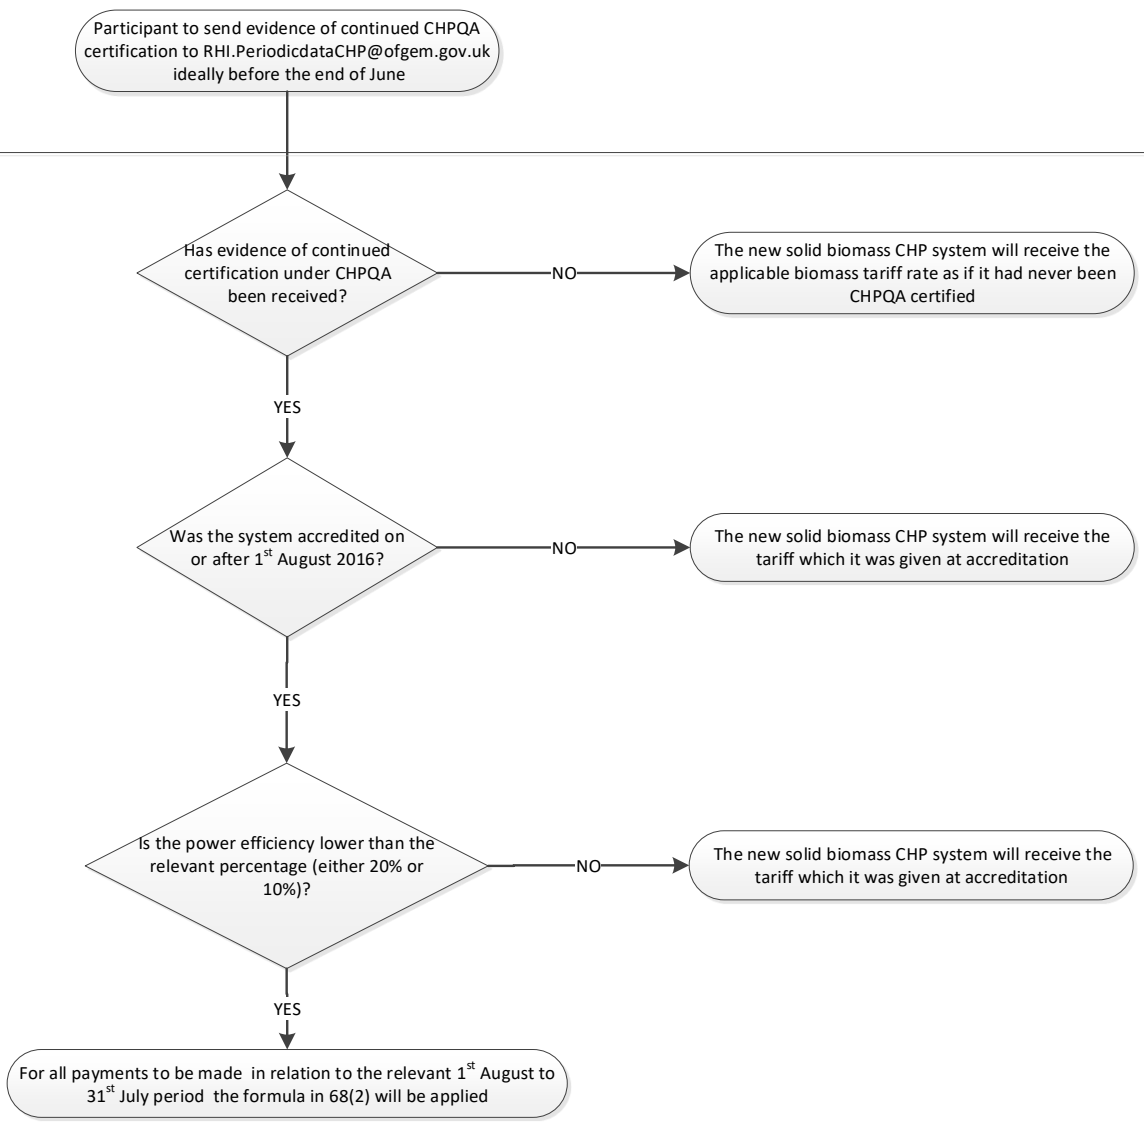 Participant to send evidence of continued CHPQA
certification to RHI.PeriodicdataCHP@ofgem.gov.uk
ideally before the end of June
Has evidence of continued
certification under CHPQA
been received?
NO
The new solid biomass CHP system will receive the
applicable biomass tariff rate as if it had never been
CHPQA certified
YES
Was the system accredited on
or after 1st August 2016?
NO
The new solid biomass CHP system will receive the
tariff which it was given at accreditation
YES
Is the power efficiency lower than the
relevant percentage (either 20% or
10%)?
NO
The new solid biomass CHP system will receive the
tariff which it was given at accreditation
YES
For all payments to be made in relation to the relevant 1st August to
31st July period the formula in 68(2) will be applied